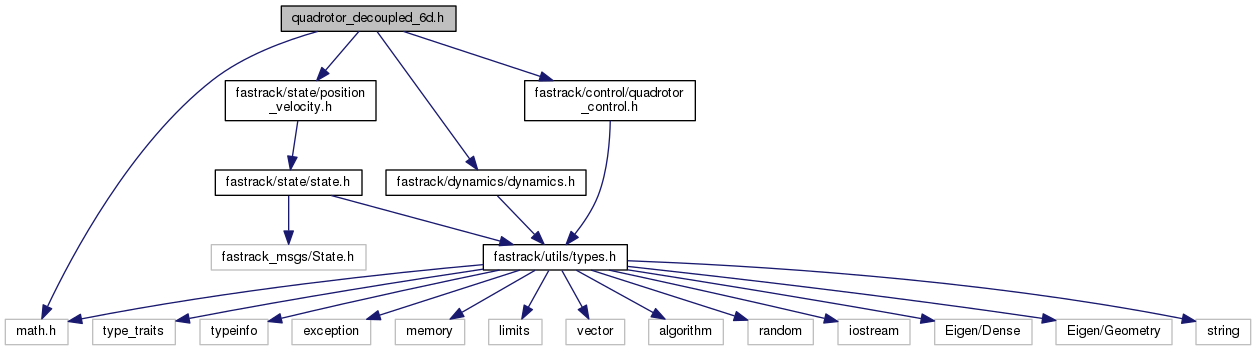 quadrotor_decoupled_6d.h
fastrack/state/position
_velocity.h
fastrack/control/quadrotor
_control.h
fastrack/state/state.h
fastrack/dynamics/dynamics.h
fastrack_msgs/State.h
fastrack/utils/types.h
math.h
type_traits
typeinfo
exception
memory
limits
vector
algorithm
random
iostream
Eigen/Dense
Eigen/Geometry
string